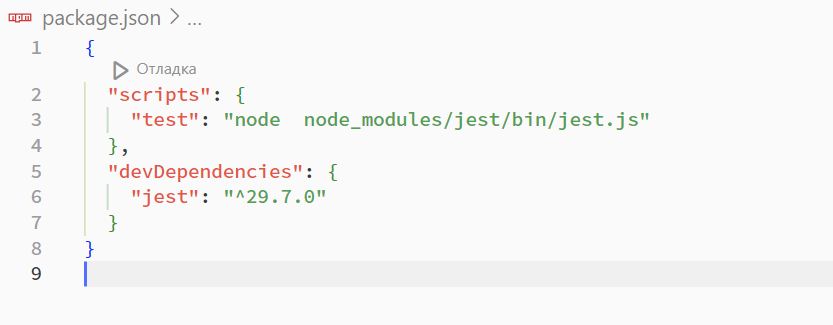 package.json > ...
1 {
Отладка
2 "scripts": {
3 "test": "node  node_modules/jest/bin/jest.js"
4 },
5 "devDependencies": {
6 "jest": "^29.7.0"
7 }
8 }
9